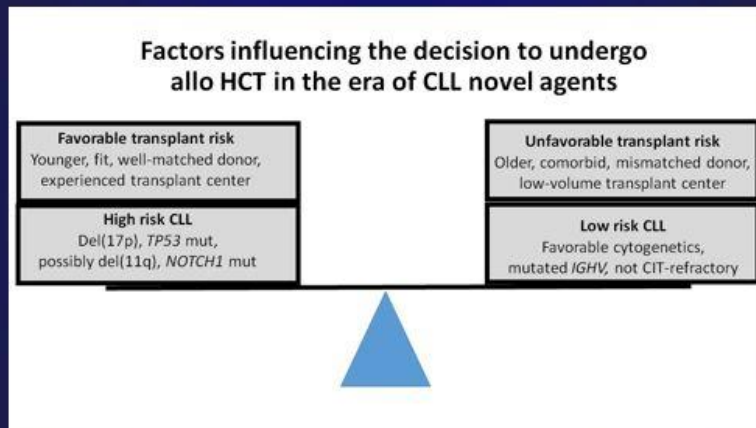 Factors influencing the decision to undergo
allo HCT in the era of CLL novel agents
Favorable transplant risk
Younger, fit, well-matched donor,
experienced transplant center
High risk CLL
Del(17p), TP53 mut,
possibly del(11q), NOTCH1 mut
Unfavorable transplant risk
Older, comorbid, mismatched donor,
low-volume transplant center
Low risk CLL
Favorable cytogenetics,
mutated IGHV, not CIT-refractory